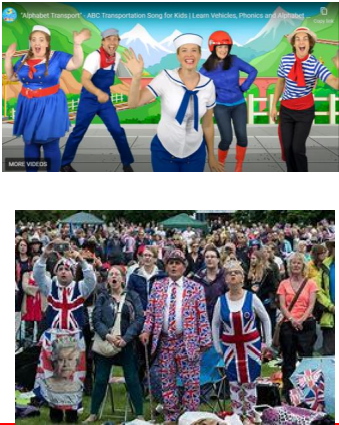 "Alphabet Transport" - ABC Transportation Song for Kids | Learn Vehicles, Phonics and Alphabet
Copy link
MORE VIDEOS